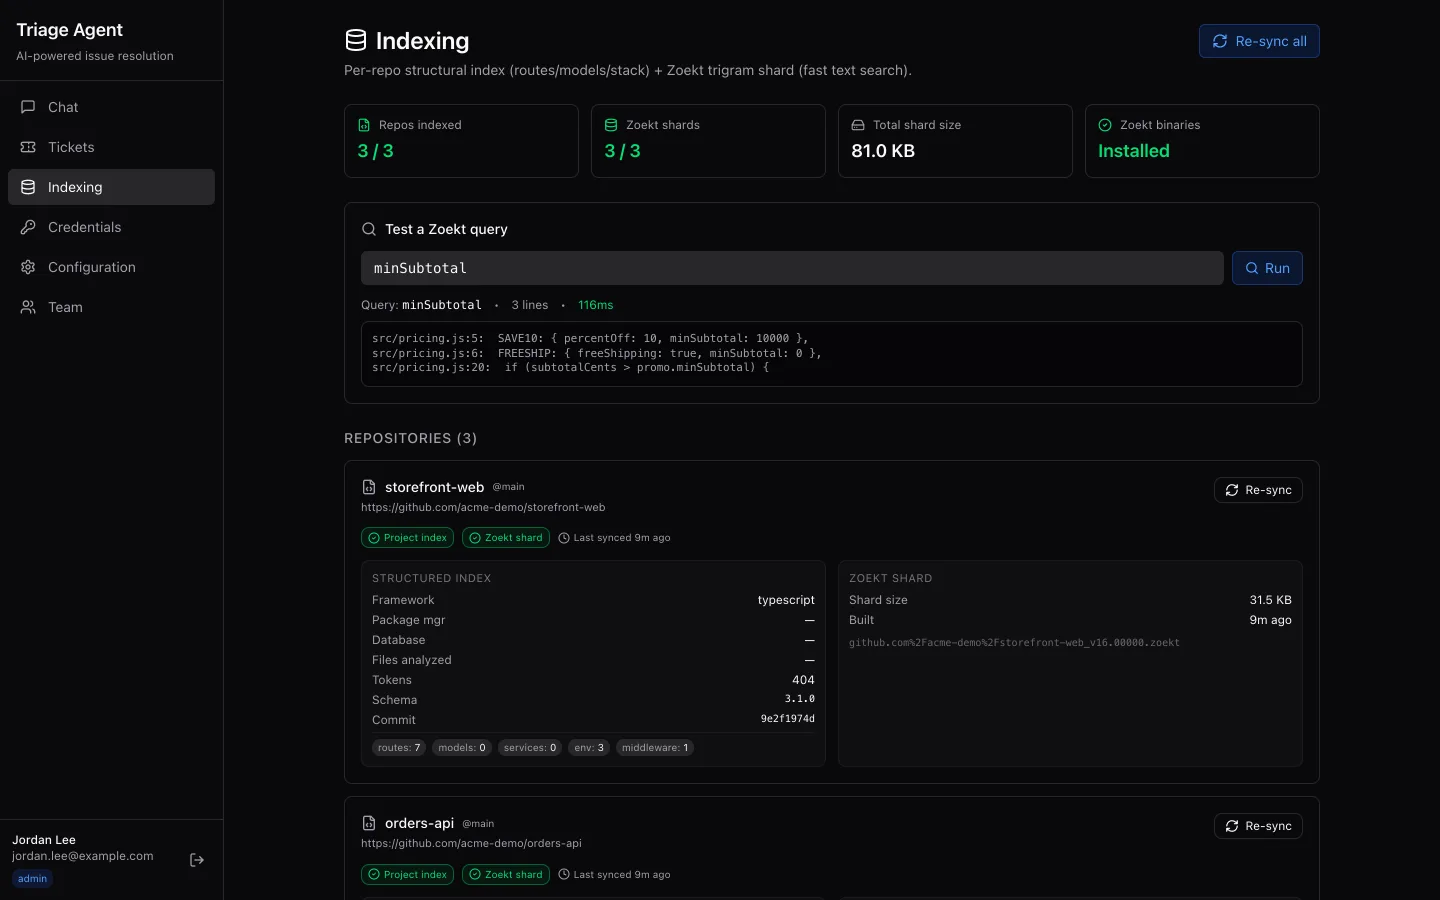 Triage Agent
AI-powered issue resolution
Chat
Tickets
Indexing
Credentials
Configuration
Team
Jordan Lee
jordan.lee@example.com
admin
Indexing
Re-sync all
Per-repo structural index (routes/models/stack) + Zoekt trigram shard (fast text search).
Repos indexed
3 / 3
Zoekt shards
3 / 3
Total shard size
81.0 KB
Zoekt binaries
Installed
Test a Zoekt query
minSubtotal
Run
Query: minSubtotal • 3 lines • 116ms
src/pricing.js:5:  SAVE10: { percentOff: 10, minSubtotal: 10000 },
src/pricing.js:6:  FREESHIP: { freeShipping: true, minSubtotal: 0 },
src/pricing.js:20:  if (subtotalCents > promo.minSubtotal) {
REPOSITORIES (3)
storefront-web @main
Re-sync
https://github.com/acme-demo/storefront-web
Project index
Zoekt shard
Last synced 9m ago
STRUCTURED INDEX
Framework typescript
Package mgr —
Database —
Files analyzed —
Tokens 404
Schema 3.1.0
Commit 9e2f1974d
routes: 7
models: 0
services: 0
env: 3
middleware: 1
ZOEKT SHARD
Shard size 31.5 KB
Built 9m ago
github.com%2Facme-demo%2Fstorefront-web_v16.00000.zoekt
orders-api @main
Re-sync
https://github.com/acme-demo/orders-api
Project index
Zoekt shard
Last synced 9m ago